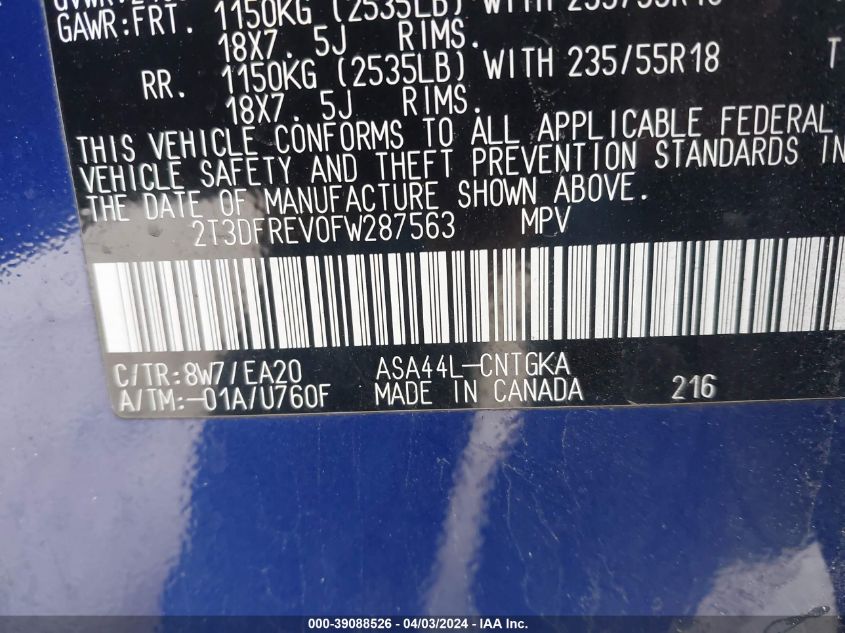 GAWR:FRT. 1150KG (2535LB) WITH 235/55R18
18X7. 5J RIMS.
RR. 1150KG (2535LB) WITH 235/55R18 T
18X7. 5J RIMS.
THIS VEHICLE CONFORMS TO ALL APPLICABLE FEDERAL
VEHICLE SAFETY AND THEFT PREVENTION STANDARDS IN
THE DATE OF MANUFACTURE SHOWN ABOVE.
2T3DFREV0FW287563 MPV
C/TR:8W7/EA20 ASA44L-CNTGKA
A/TM:-01A/U760F MADE IN CANADA 216
000-39088526 - 04/03/2024 - IAA Inc.